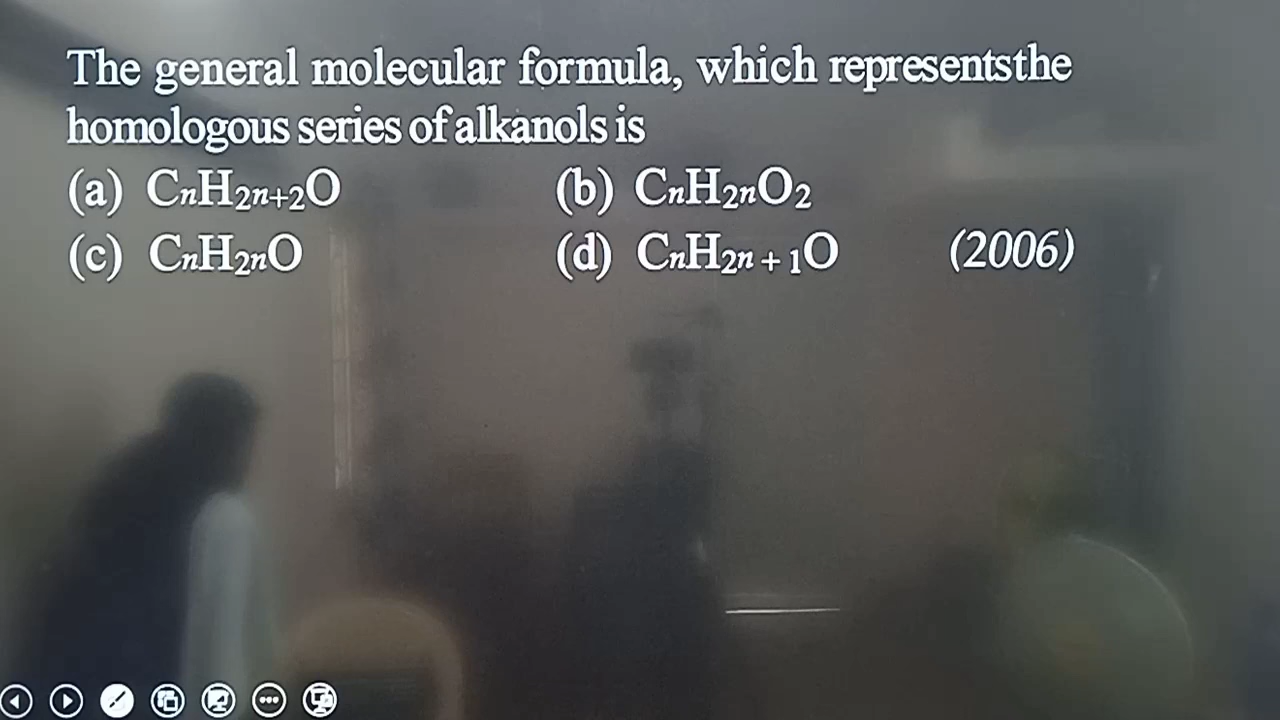 The general molecular formula, which representsthe
homologous series of alkanols is
(a) CnH2n+2O (b) CnH2nO2
(c) CnH2nO (d) CnH2n + 1O (2006)